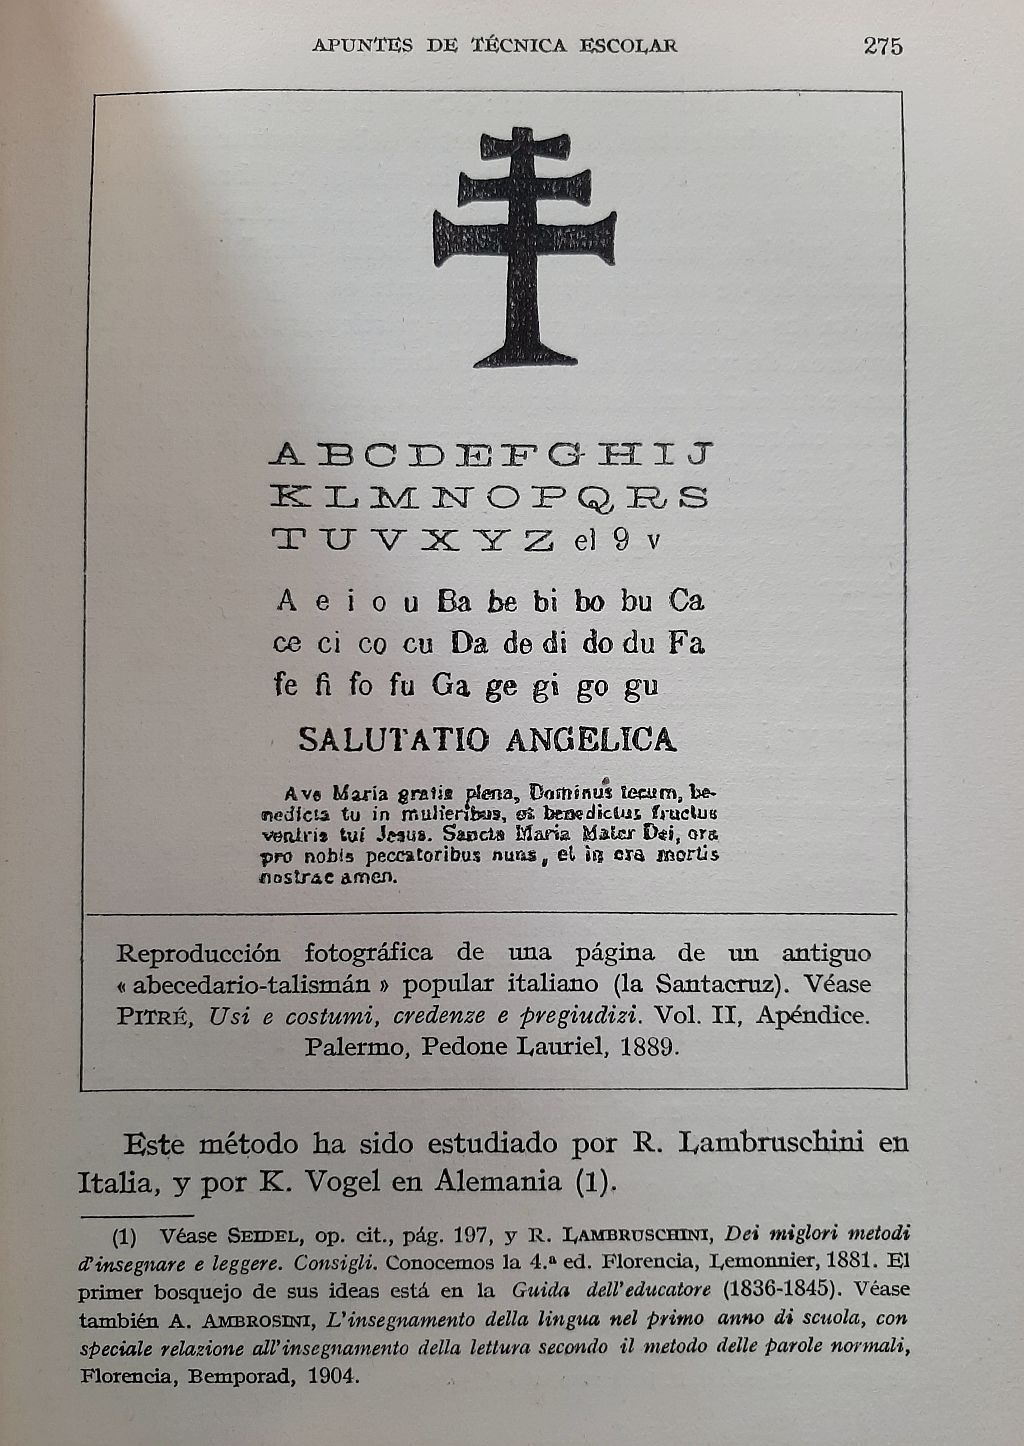 APUNTES DE TÉCNICA ESCOLAR 275
A B C D E F G H I J
K L M N O P Q R S
T U V X Y Z el 9 v
A e i o u Ba be bi bo bu Ca
ce ci co cu Da de di do du Fa
fe fi fo fu Ga ge gi go gu
SALUTATIO ANGELICA
Ave Maria gratia plena, Dominus tecum, be-
nedicta tu in mulieribus, et benedictus fructus
ventris tui Jesus. Sancta Maria Mater Dei, ora
pro nobis peccatoribus nuns, et in ora mortis
nostrae amen.
Reproducción fotográfica de una página de un antiguo
« abecedario-talismán » popular italiano (la Santacruz). Véase
PITRÉ, Usi e costumi, credenze e pregiudizi. Vol. II, Apéndice.
Palermo, Pedone Lauriel, 1889.
Este método ha sido estudiado por R. Lambruschini en
Italia, y por K. Vogel en Alemania (1).
(1) Véase SEIDEL, op. cit., pág. 197, y R. LAMBRUSCHINI, Dei miglori metodi
d'insegnare e leggere. Consigli. Conocemos la 4.ª ed. Florencia, Lemonnier, 1881. El
primer bosquejo de sus ideas está en la Guida dell'educatore (1836-1845). Véase
también A. AMBROSINI, L'insegnamento della lingua nel primo anno di scuola, con
speciale relazione all'insegnamento della lettura secondo il metodo delle parole normali,
Florencia, Bemporad, 1904.